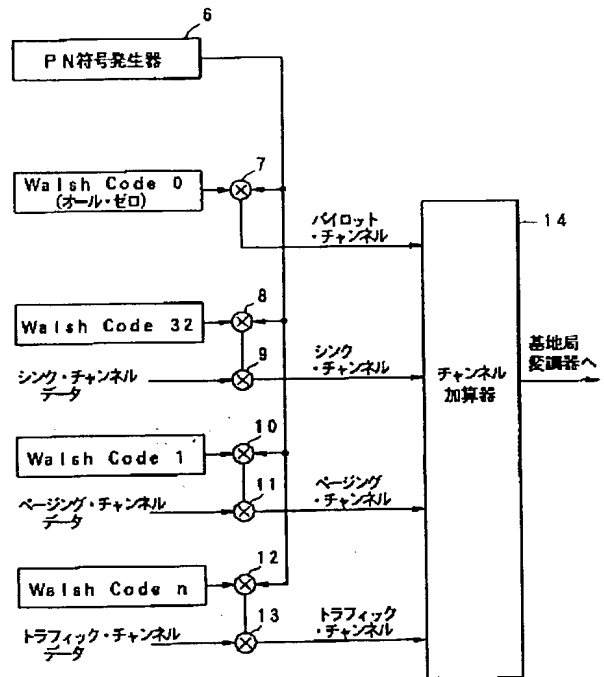 6
PN符号発生器
7
Walsh Code 0
(オール・ゼロ)
パイロット
・チャンネル
14
8
Walsh Code 32
9
シンク・チャンネル
データ
シンク
・チャンネル
チャンネル
加算器
基地局
変調器へ
10
Walsh Code 1
11
ページング・チャンネル
データ
ページング
・チャンネル
12
Walsh Code n
13
トラフィック・チャンネル
データ
トラフィック
・チャンネル